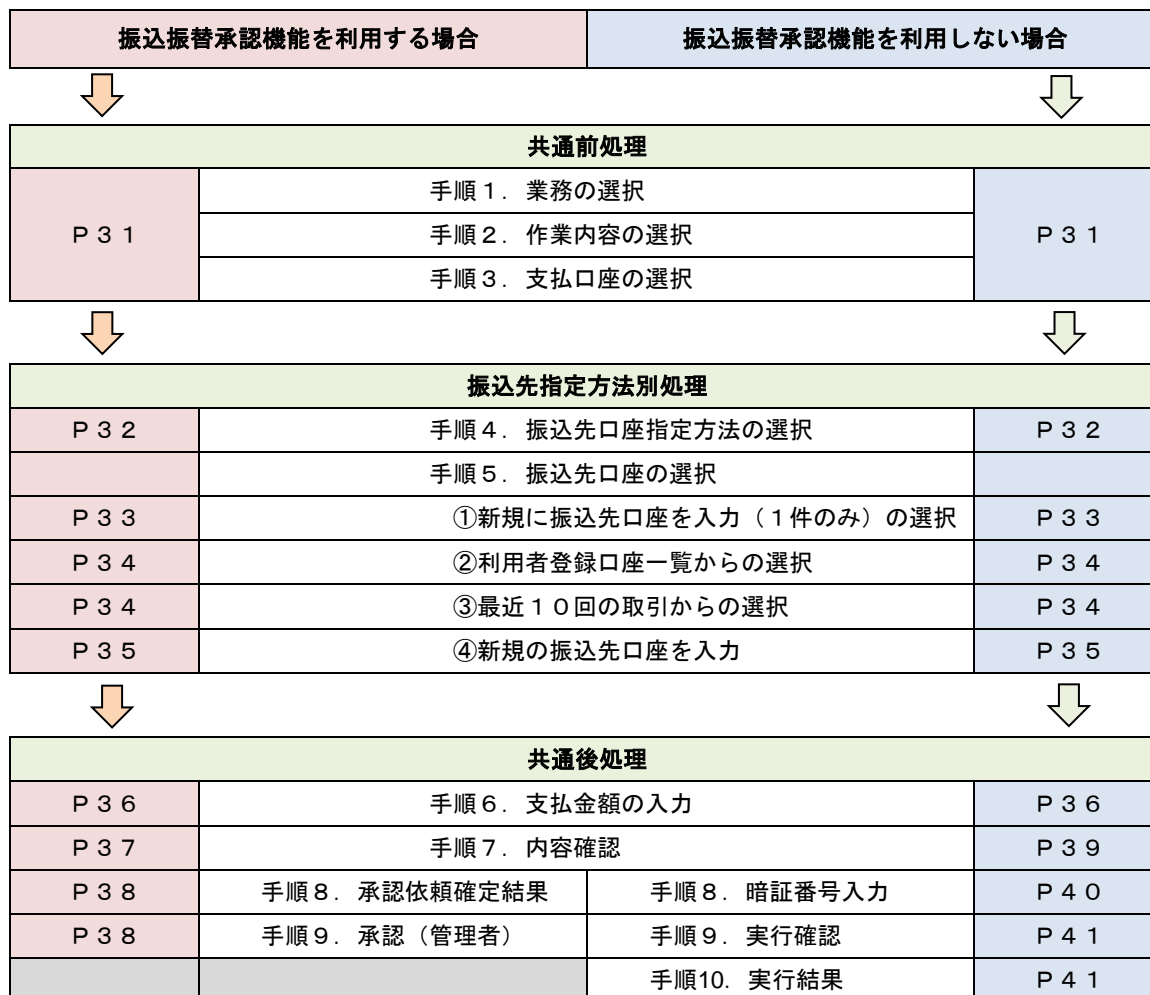 振込振替承認機能を利用する場合 振込振替承認機能を利用しない場合
共通前処理
手順１．業務の選択
Ｐ３１ 手順２．作業内容の選択 Ｐ３１
手順３．支払口座の選択
振込先指定方法別処理
Ｐ３２ 手順４．振込先口座指定方法の選択 Ｐ３２
手順５．振込先口座の選択
Ｐ３３ ①新規に振込先口座を入力（１件のみ）の選択 Ｐ３３
Ｐ３４ ②利用者登録口座一覧からの選択 Ｐ３４
Ｐ３４ ③最近１０回の取引からの選択 Ｐ３４
Ｐ３５ ④新規の振込先口座を入力 Ｐ３５
共通後処理
Ｐ３６ 手順６．支払金額の入力 Ｐ３６
Ｐ３７ 手順７．内容確認 Ｐ３９
Ｐ３８ 手順８．承認依頼確定結果 手順８．暗証番号入力 Ｐ４０
Ｐ３８ 手順９．承認（管理者） 手順９．実行確認 Ｐ４１
手順10．実行結果 Ｐ４１